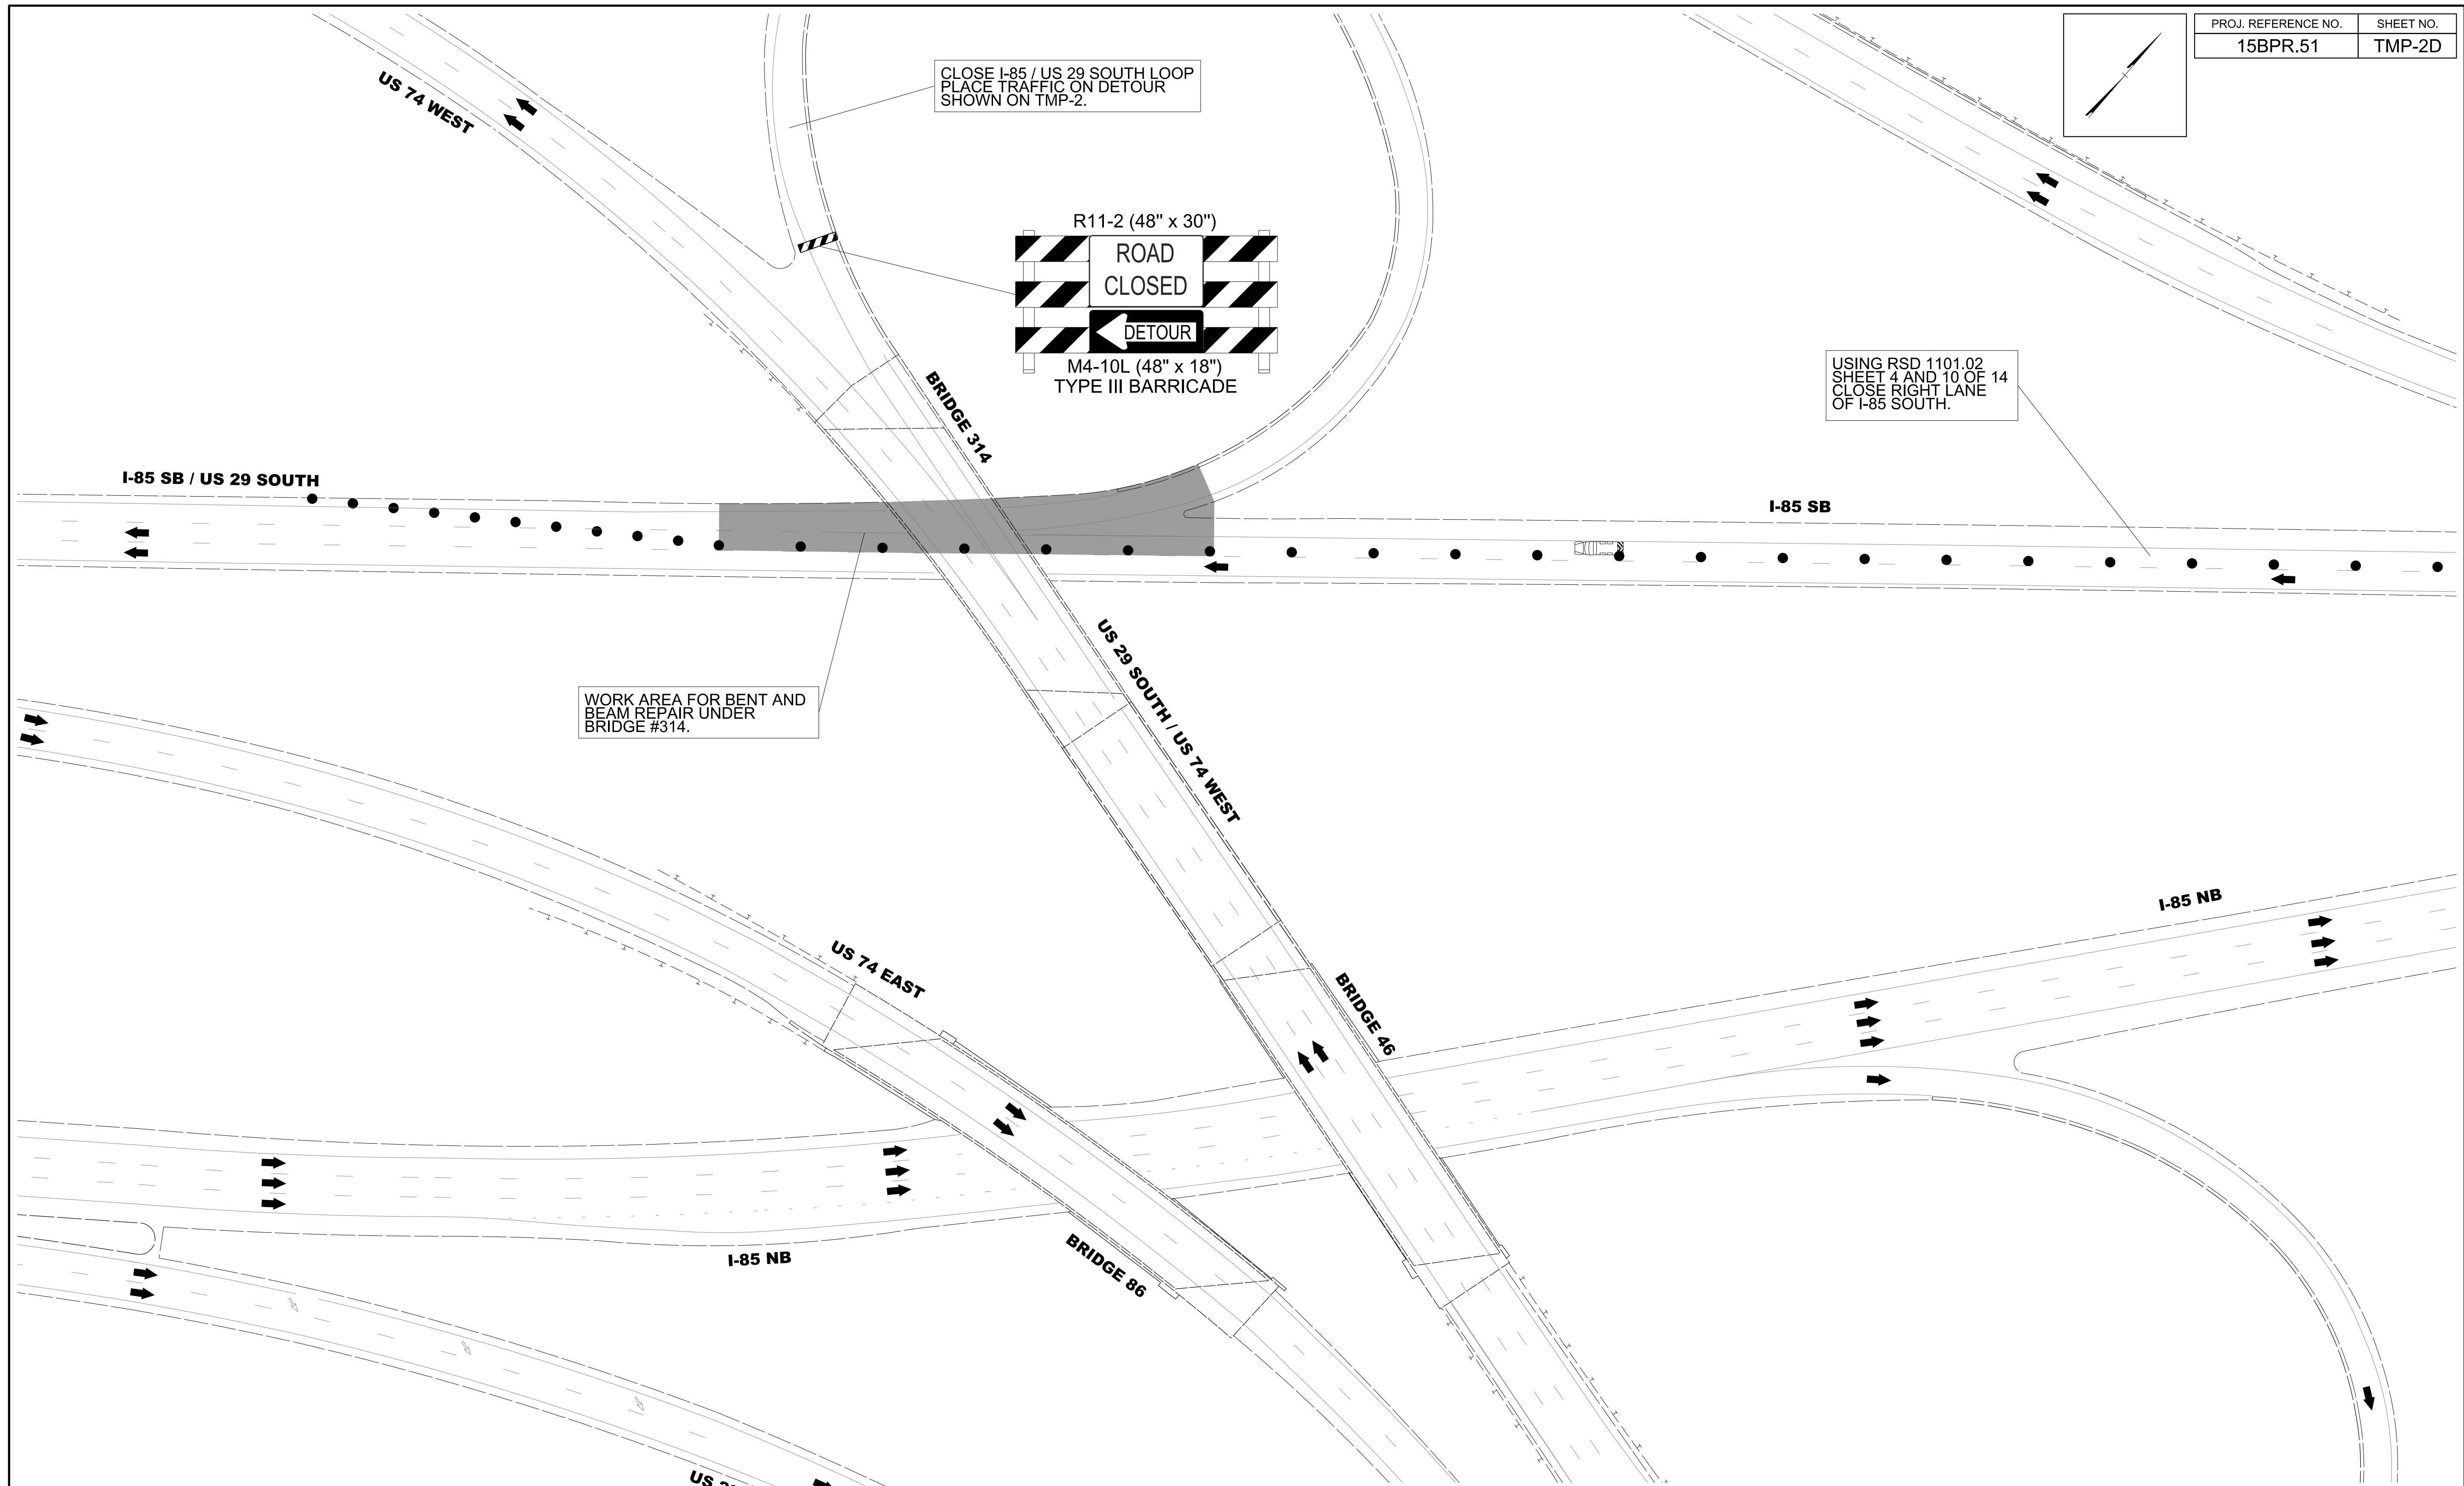 PROJ. REFERENCE NO.
SHEET NO.
15BPR.51
TMP-2D
US 74 WEST
CLOSE I-85 / US 29 SOUTH LOOP
PLACE TRAFFIC ON DETOUR
SHOWN ON TMP-2.
R11-2 (48" x 30")
ROAD
CLOSED
DETOUR
M4-10L (48" x 18")
TYPE III BARRICADE
USING RSD 1101.02
SHEET 4 AND 10 OF 14
CLOSE RIGHT LANE
OF I-85 SOUTH.
BRIDGE 314
I-85 SB / US 29 SOUTH
I-85 SB
WORK AREA FOR BENT AND
BEAM REPAIR UNDER
BRIDGE #314.
US 29 SOUTH / US 74 WEST
I-85 NB
US 74 EAST
BRIDGE 46
I-85 NB
BRIDGE 86
US